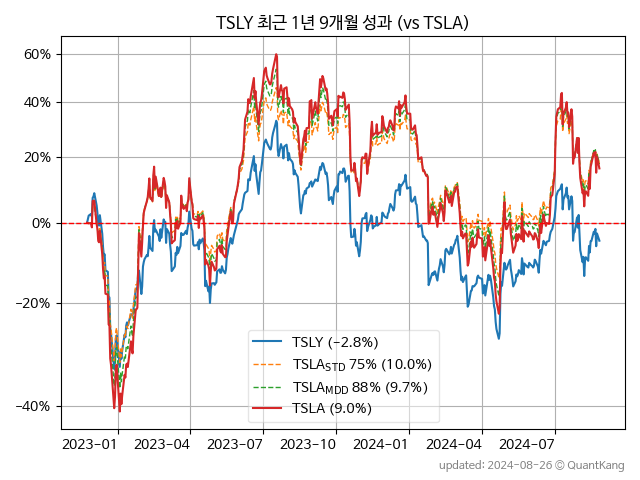 TSLY 최근 1년 9개월 성과 (vs TSLA)
60%
40%
20%
0%
−20%
−40%
TSLY (−2.8%)
TSLA_STD 75% (10.0%)
TSLA_MDD 88% (9.7%)
TSLA (9.0%)
2023−01 2023−04 2023−07 2023−10 2024−01 2024−04 2024−07
updated: 2024−08−26 © QuantKang